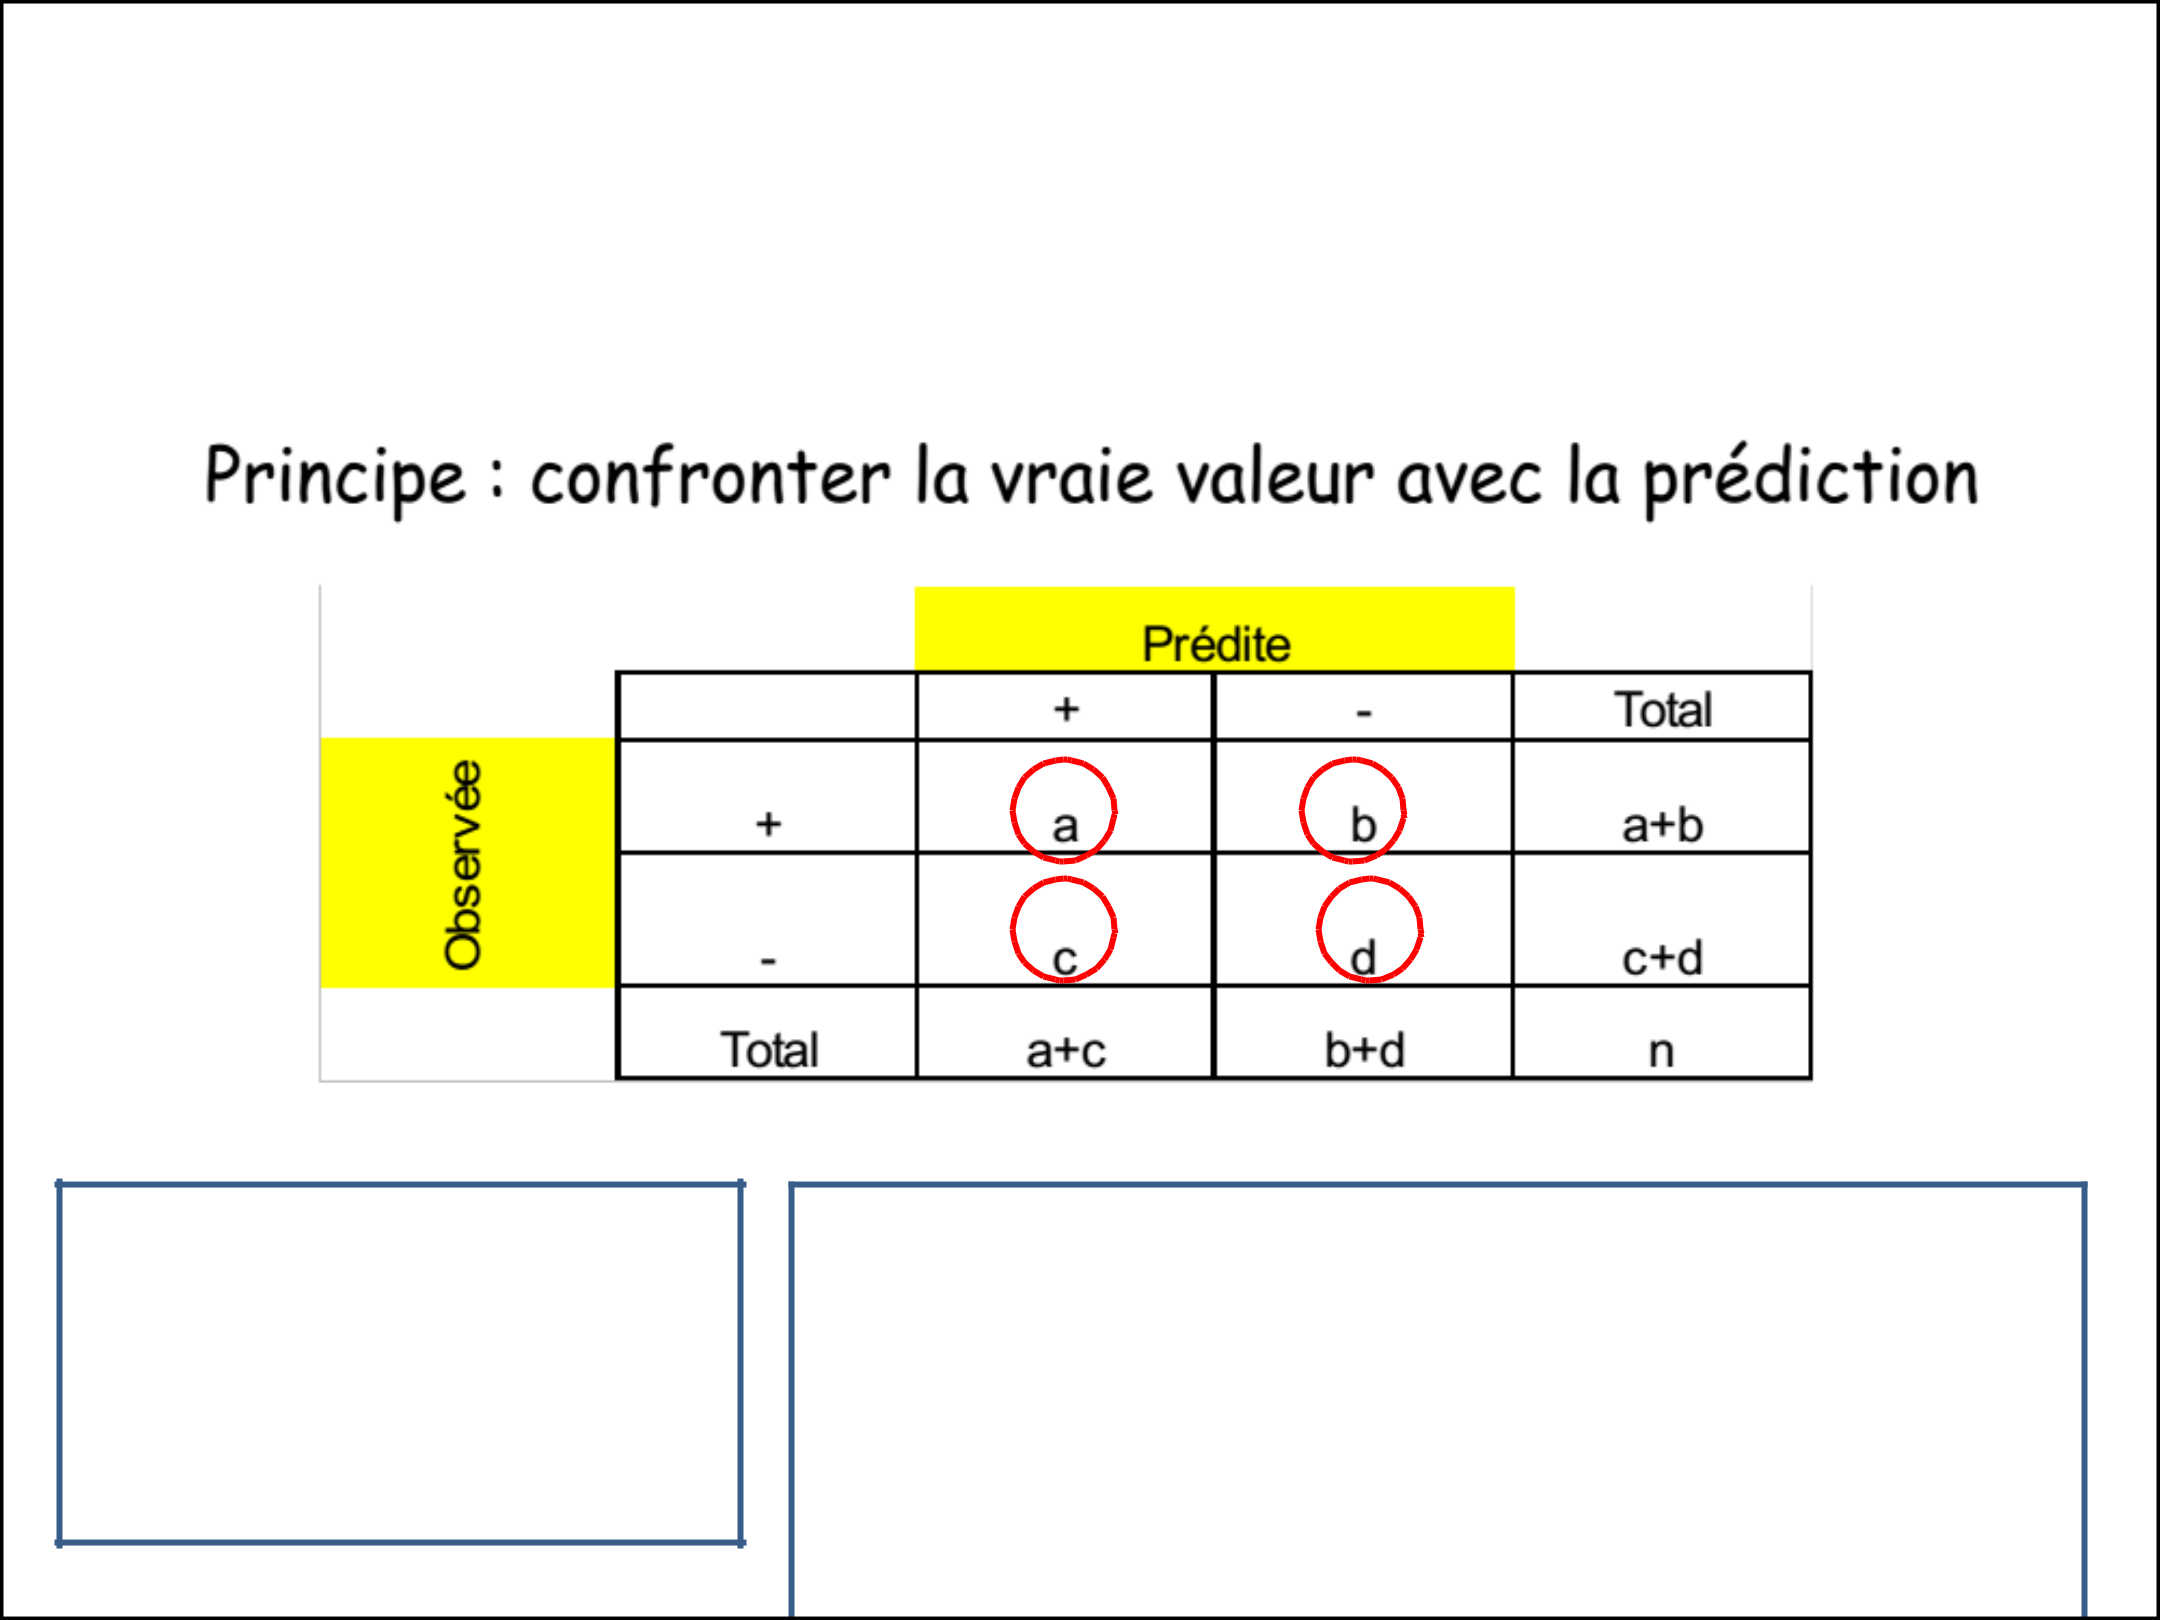 Principe : confronter la vraie valeur avec la prédiction
Prédite
+ - Total
Observée
+ a b a+b
- c d c+d
Total a+c b+d n